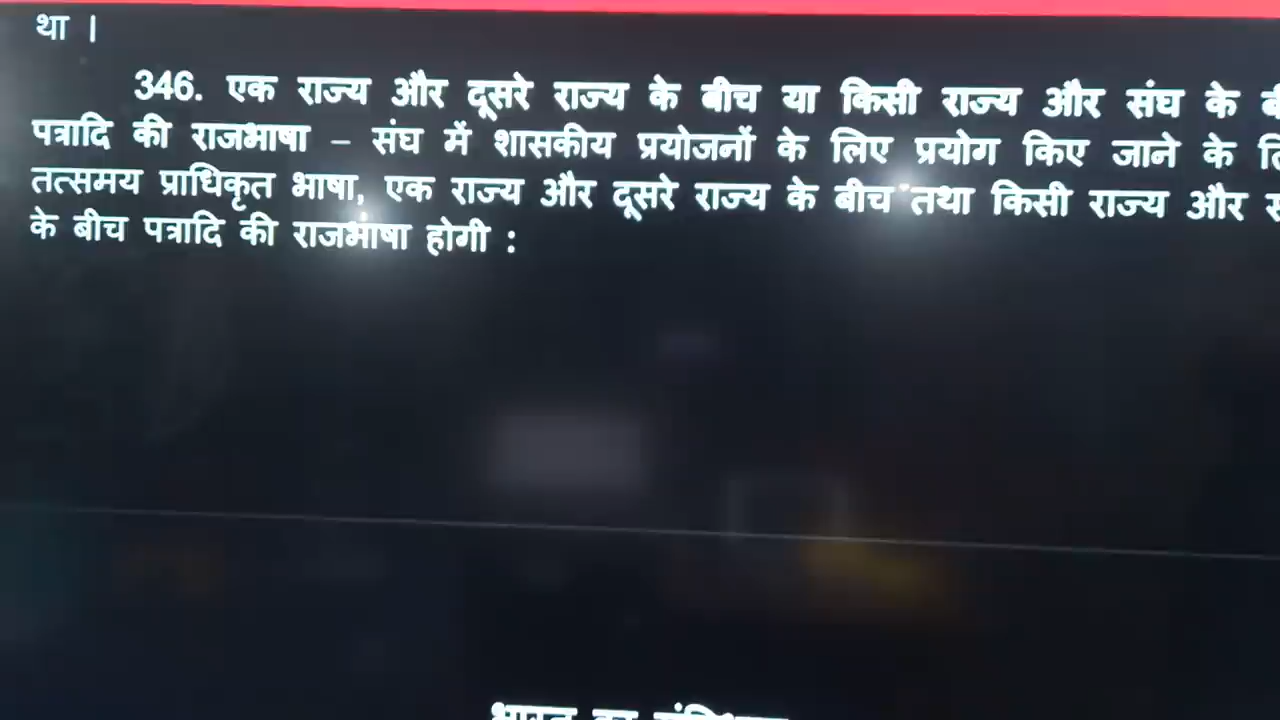 था ।
346. एक राज्य और दूसरे राज्य के बीच या किसी राज्य और संघ के
पत्रादि की राजभाषा – संघ में शासकीय प्रयोजनों के लिए प्रयोग किए जाने के
तत्समय प्राधिकृत भाषा, एक राज्य और दूसरे राज्य के बीच तथा किसी राज्य और
के बीच पत्रादि की राजभाषा होगी :